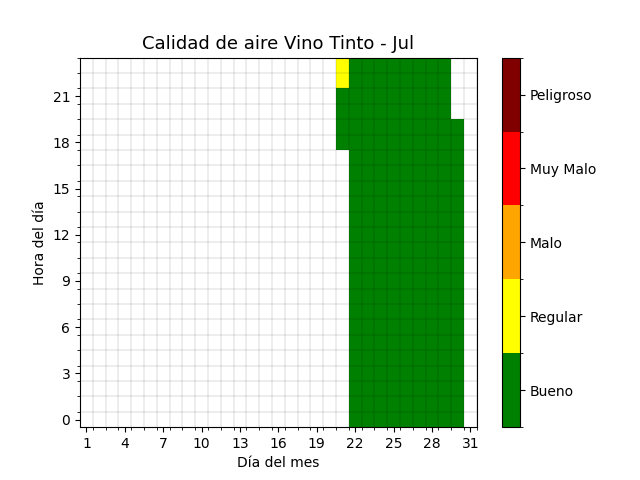 Calidad de aire Vino Tinto - Jul
Hora del día
21
18
15
12
9
6
3
0
1 4 7 10 13 16 19 22 25 28 31
Día del mes
Peligroso
Muy Malo
Malo
Regular
Bueno